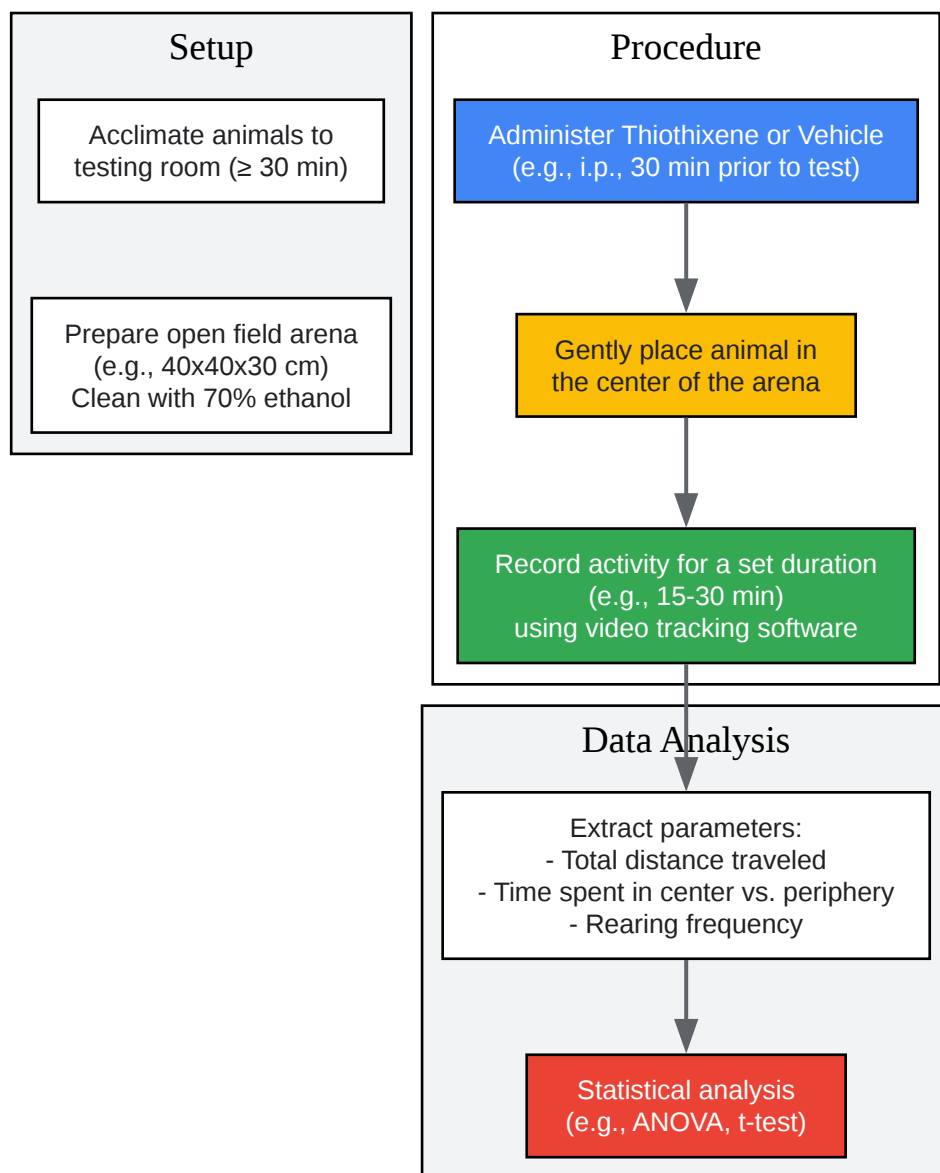 Setup
Acclimate animals to
testing room (≥ 30 min)
Prepare open field arena
(e.g., 40x40x30 cm)
Clean with 70% ethanol
Procedure
Administer Thiothixene or Vehicle
(e.g., i.p., 30 min prior to test)
Gently place animal in
the center of the arena
Record activity for a set duration
(e.g., 15-30 min)
using video tracking software
Data Analysis
Extract parameters:
- Total distance traveled
- Time spent in center vs. periphery
- Rearing frequency
Statistical analysis
(e.g., ANOVA, t-test)